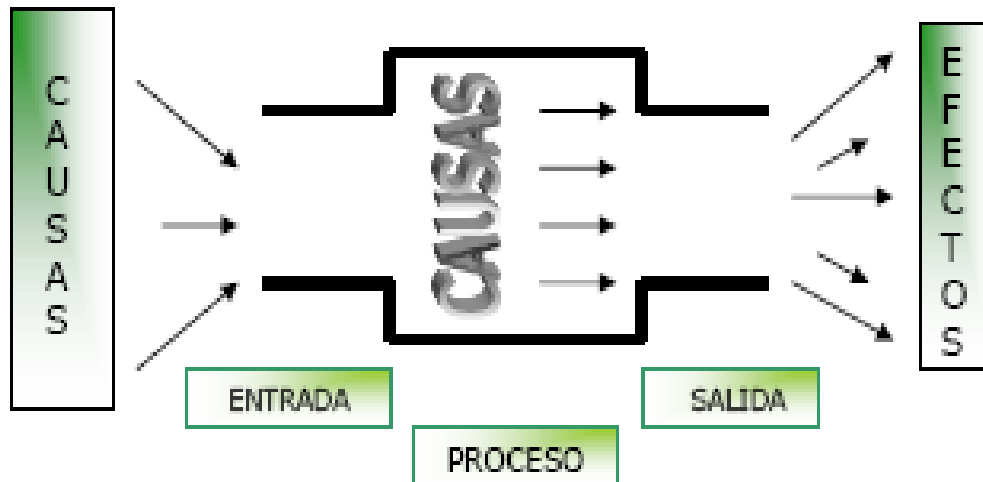 CAUSAS
CAUSAS
EFECTOS
ENTRADA
SALIDA
PROCESO